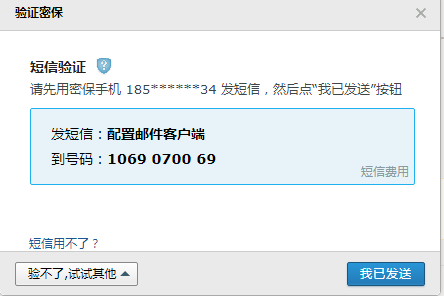 验证密保
短信验证
请先用密保手机 185******34 发短信，然后点“我已发送”按钮
发短信：配置邮件客户端
到号码：1069 0700 69
短信费用
短信用不了？
验不了,试试其他
我已发送